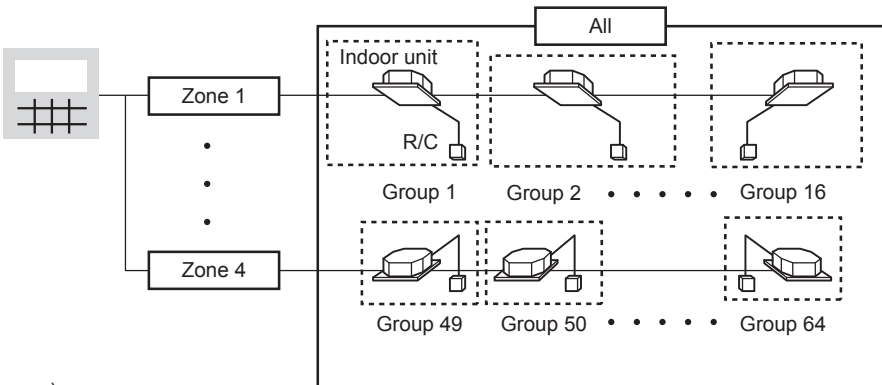 All
Indoor unit
Zone 1
R/C
Group 1 Group 2 • • • • • Group 16
Zone 4
Group 49 Group 50 • • • • • Group 64
)